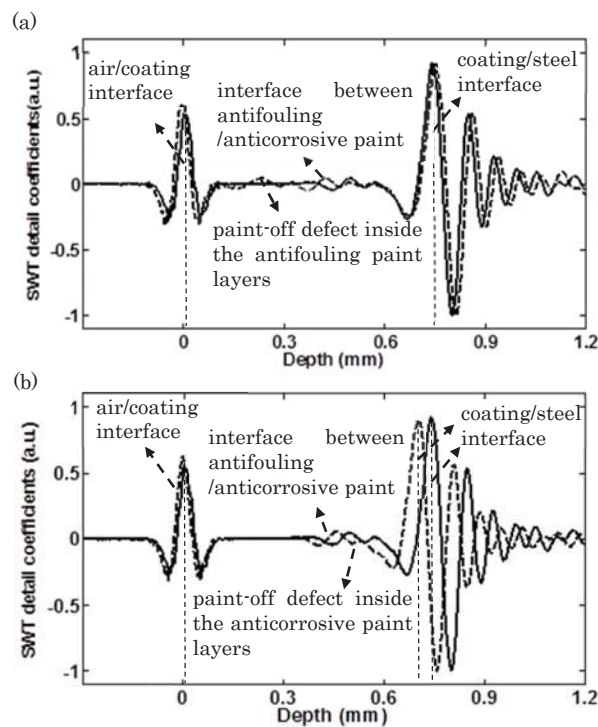 (a)
1
air/coating
interface
interface between
antifouling
/anticorrosive paint
coating/steel
interface
0.5
0
-0.5
-1
paint-off defect inside
the antifouling paint
layers
SWT detail coefficients(a.u.)
0 0.3 0.6 0.9 1.2
Depth (mm)
(b)
1
air/coating
interface
interface between
antifouling
/anticorrosive paint
coating/steel
interface
0.5
0
-0.5
-1
paint-off defect inside
the anticorrosive paint
layers
SWT detail coefficients (a.u.)
0 0.3 0.6 0.9 1.2
Depth (mm)